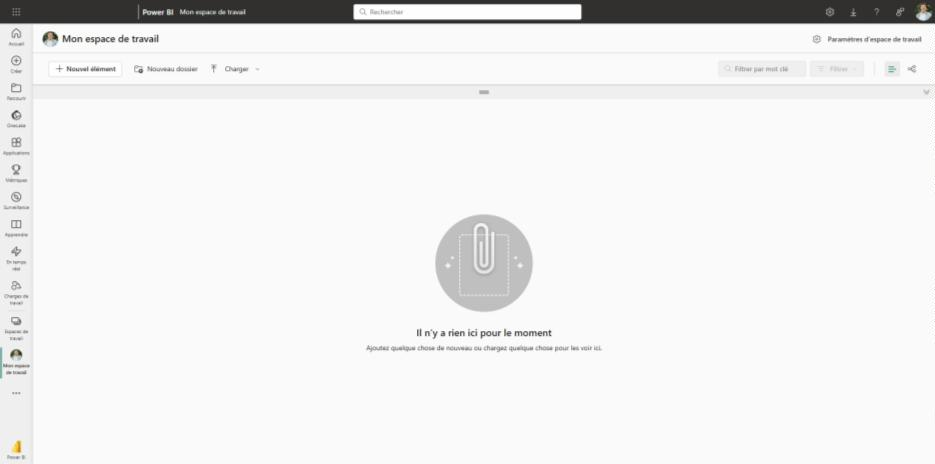 Power BI Mon espace de travail
Rechercher
Accueil
Mon espace de travail
Paramètres d'espace de travail
Créer
+ Nouvel élément
Nouveau dossier
Charger
Filtrer par mot clé
Filtrer
Parcourir
OneLake
Applications
Métriques
Surveillance
Apprendre
En temps
réel
Charges de
travail
Espaces de
travail
Mon espace
de travail
Il n'y a rien ici pour le moment
Ajoutez quelque chose de nouveau ou chargez quelque chose pour les voir ici.
Power BI